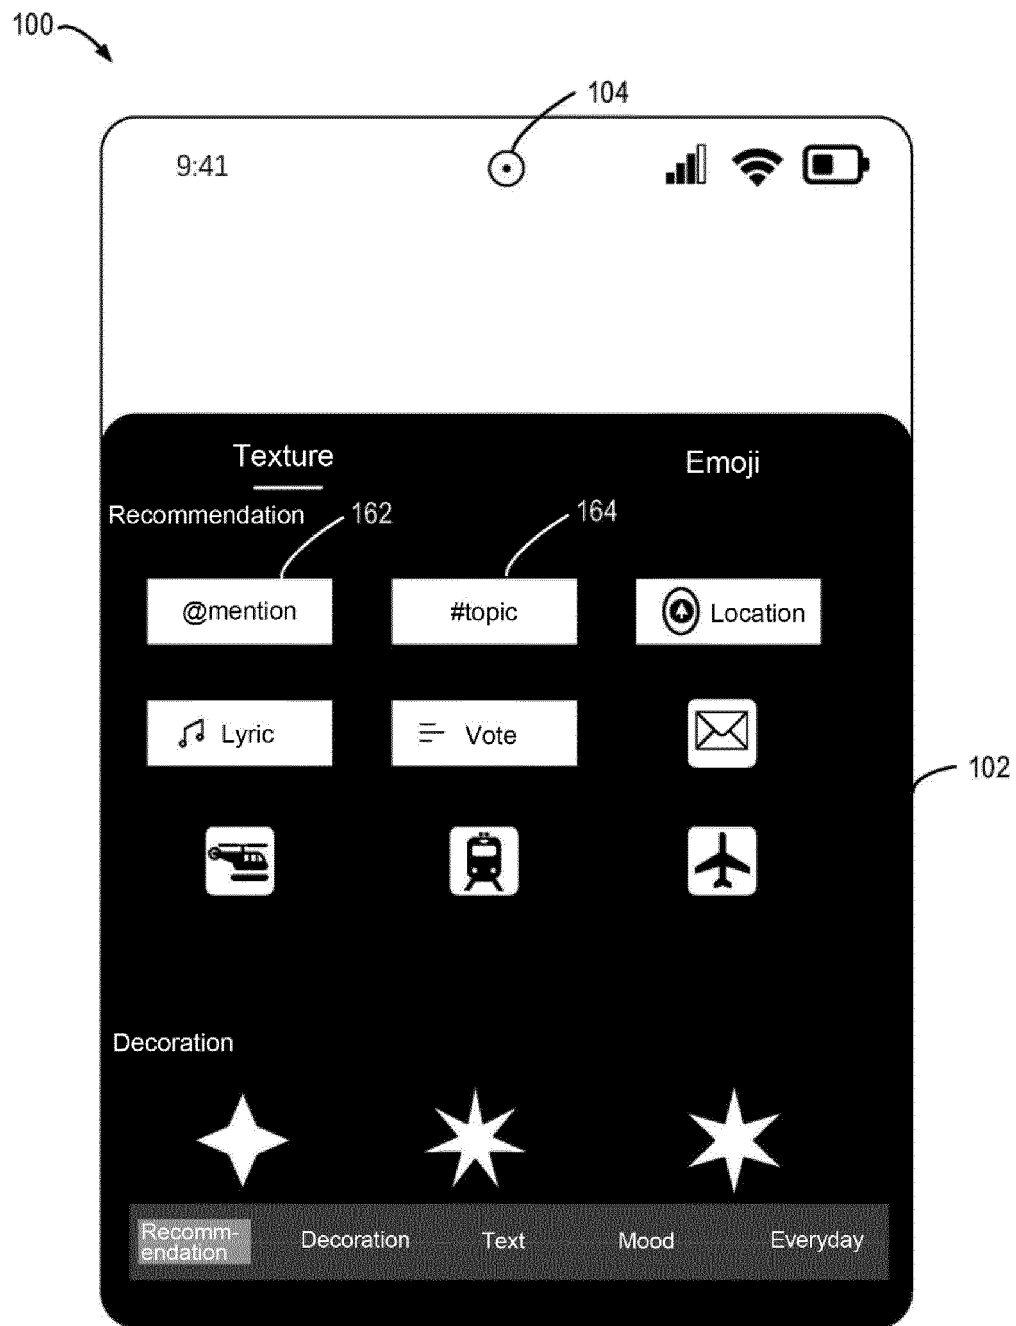 100
104
9:41
Texture
Emoji
Recommendation
162
164
@mention
#topic
Location
Lyric
Vote
102
Decoration
Recomm-
endation
Decoration
Text
Mood
Everyday